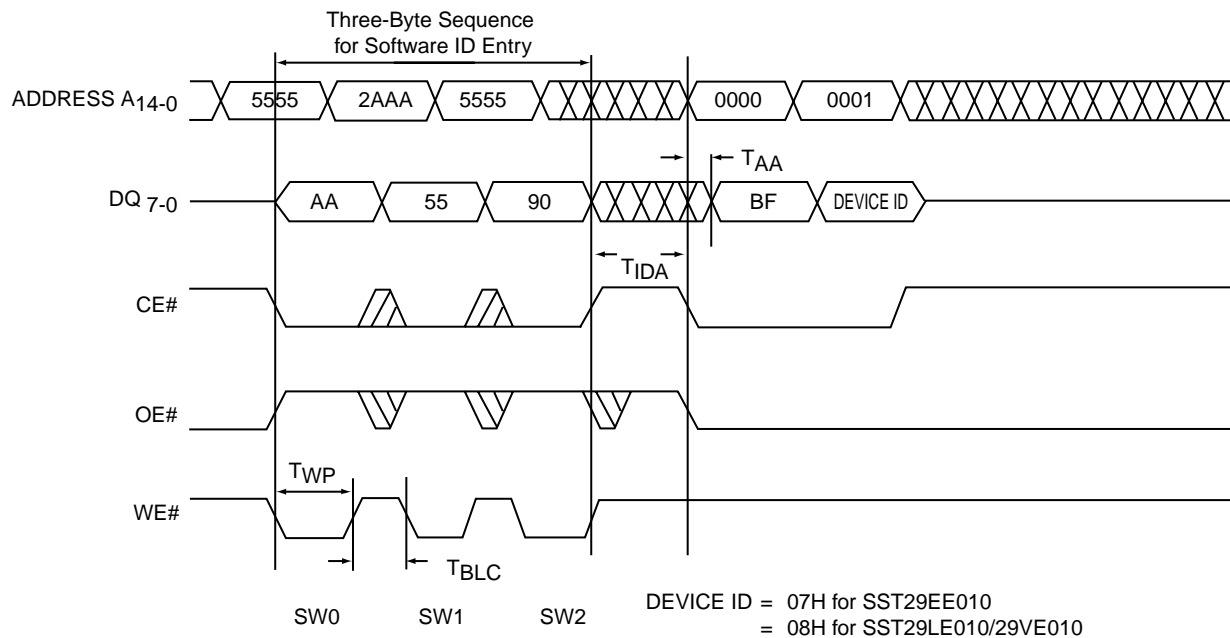 Three-Byte Sequence
for Software ID Entry
ADDRESS A14-0
5555
2AAA
5555
0000
0001
TAA
DQ 7-0
AA
55
90
BF
DEVICE ID
TIDA
CE#
OE#
TWP
WE#
TBLC
SW0
SW1
SW2
DEVICE ID = 07H for SST29EE010
= 08H for SST29LE010/29VE010